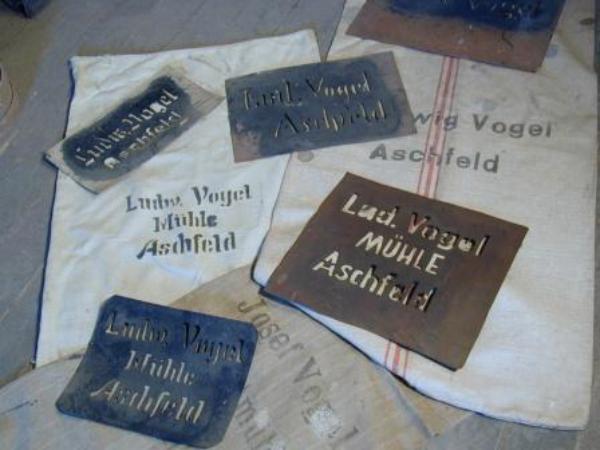 Vogel
Ludw. Vogel
Aschfeld
Lud. Vogel
Aschfeld
wig Vogel
Aschfeld
Ludw. Vogel
Mühle
Aschfeld
Lud. Vogel
MÜHLE
Aschfeld
Ludw. Vogel
Mühle
Aschfeld
Josef Vogel